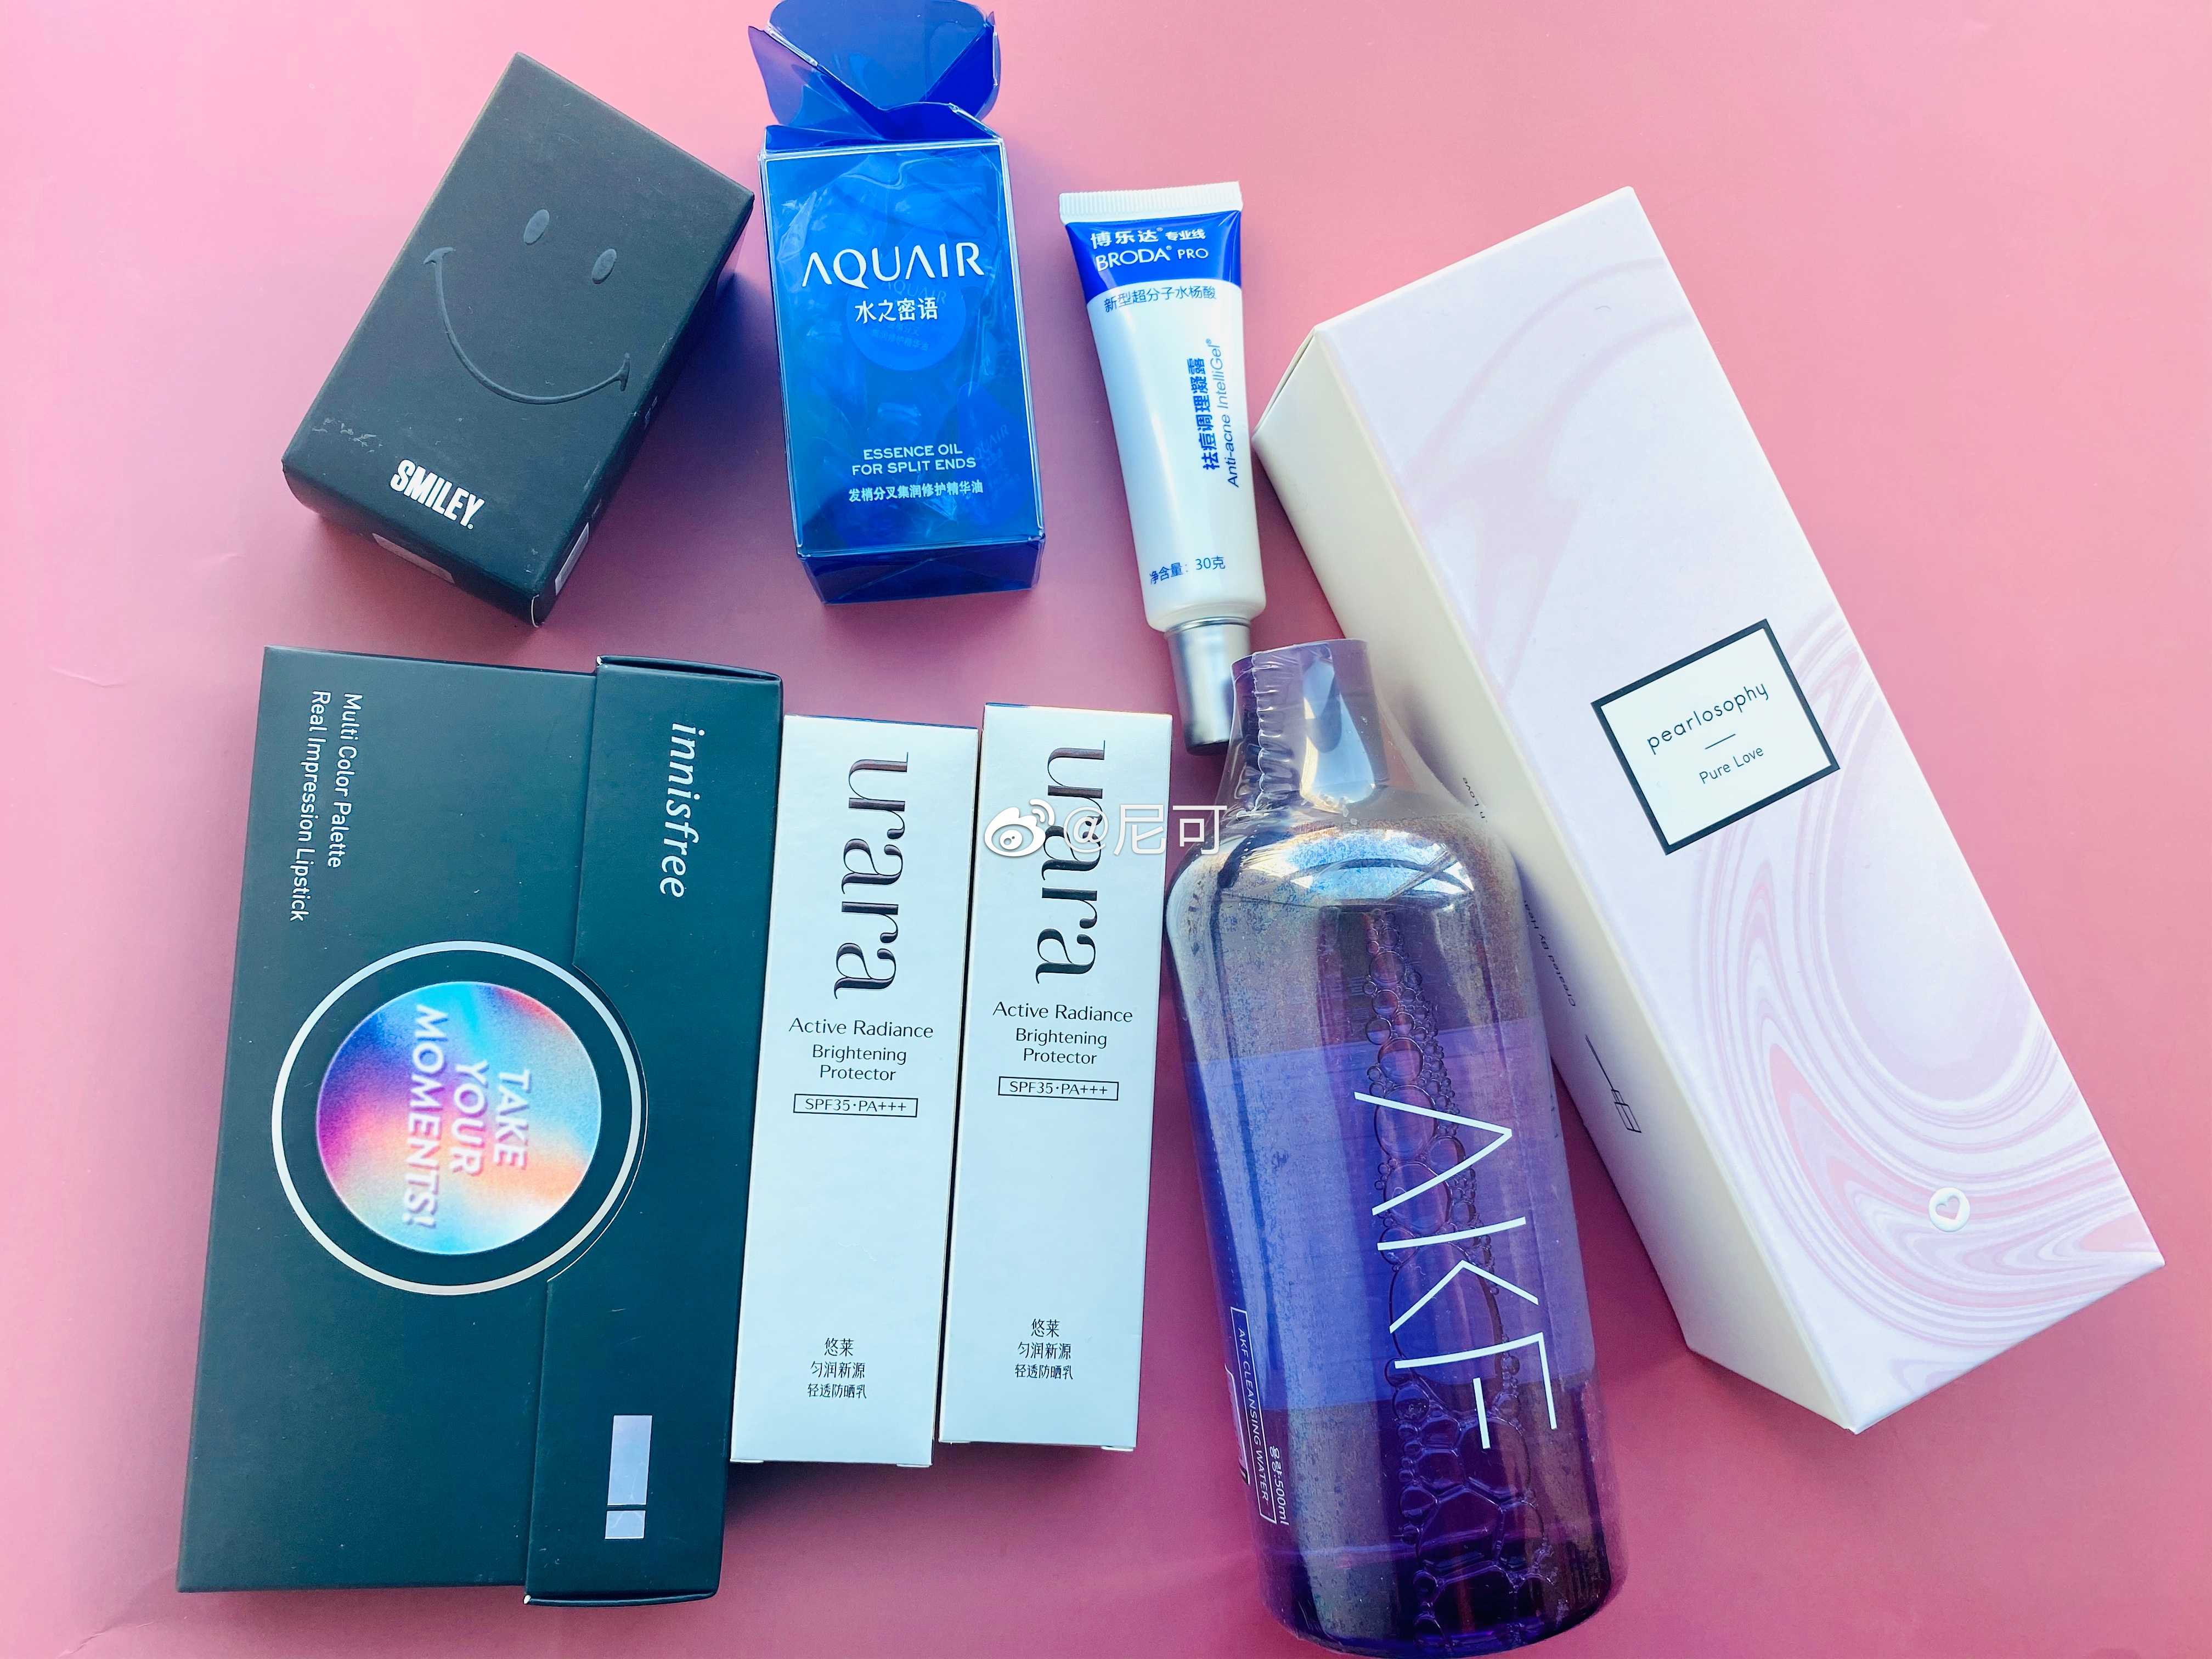 SMILEY.
AQUAIR
水之密语
ESSENCE OIL
FOR SPLIT ENDS
发梢分叉集润修护精华油
博乐达® 专业线
BRODA® PRO
新型超分子水杨酸
祛痘调理凝露
Anti-acne IntelliGel®
净含量：30克
pearlosophy
Pure Love
innisfree
Multi Color Palette
Real Impression Lipstick
TAKE
YOUR
MOMENTS!
urara
Active Radiance
Brightening
Protector
SPF35·PA+++
悠莱
匀润新源
轻透防晒乳
urara
Active Radiance
Brightening
Protector
SPF35·PA+++
悠莱
匀润新源
轻透防晒乳
@尼可
AKF
AKF CLEANSING WATER
용량:500ml
Created By